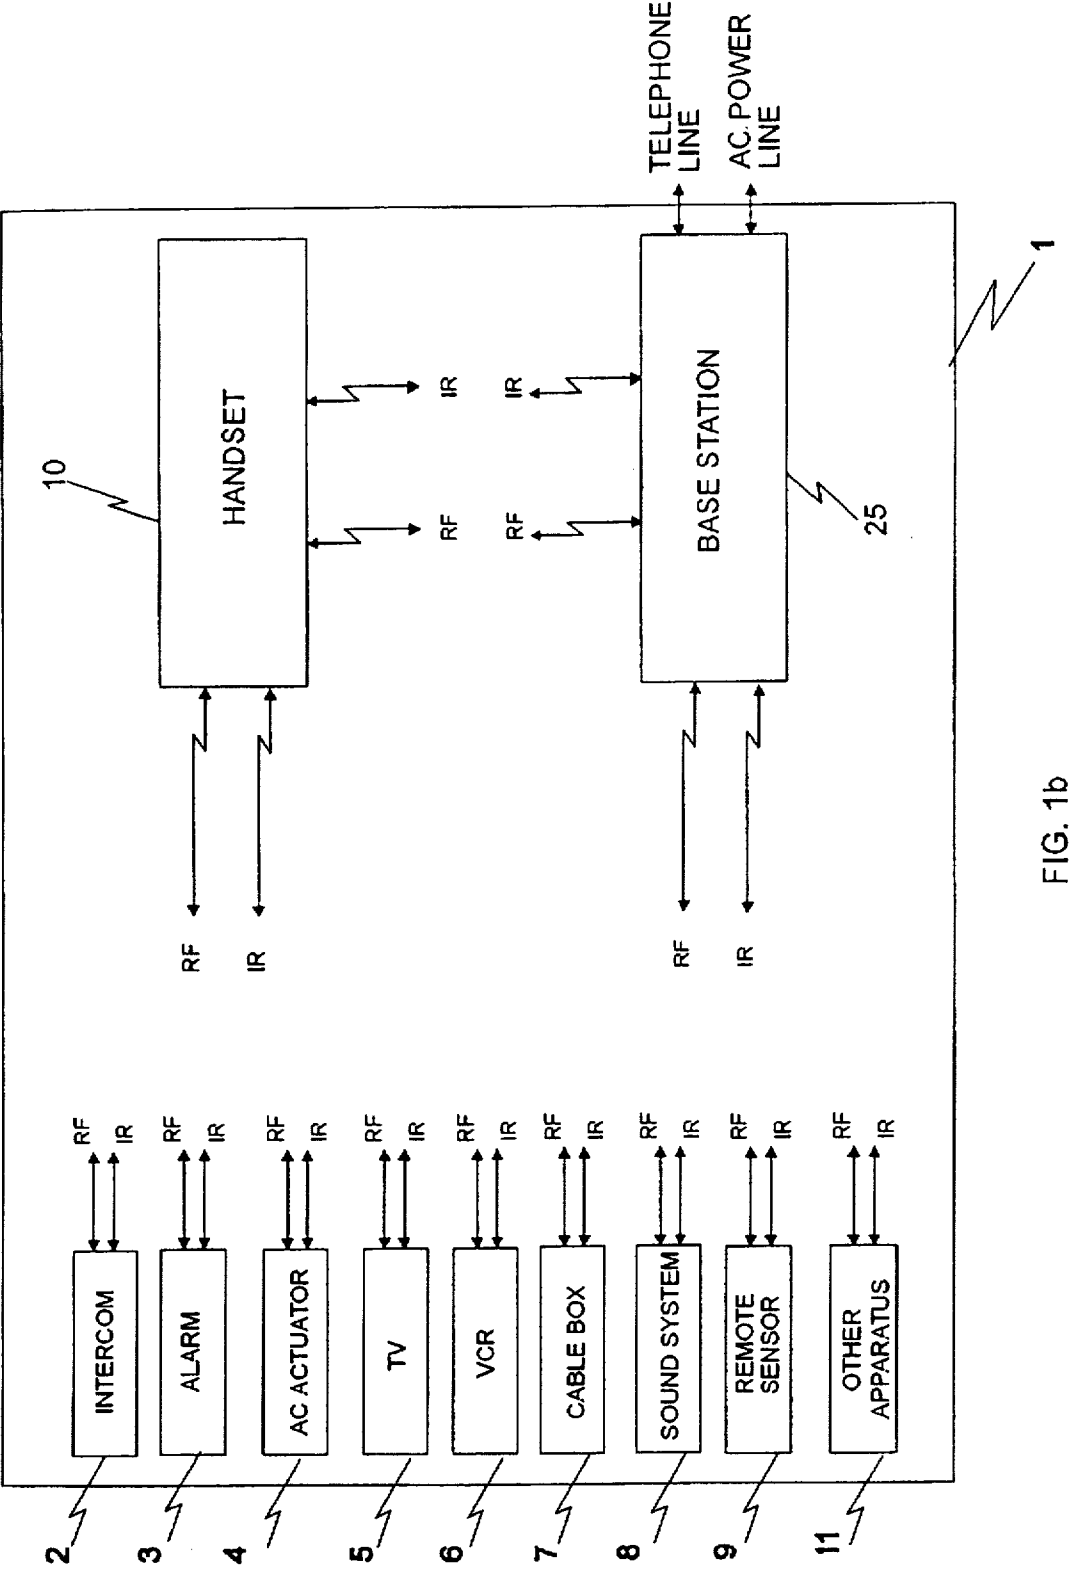 2
INTERCOM
RF
IR
3
ALARM
RF
IR
4
AC ACTUATOR
RF
IR
5
TV
RF
IR
6
VCR
RF
IR
7
CABLE BOX
RF
IR
8
SOUND SYSTEM
RF
IR
9
REMOTE
SENSOR
RF
IR
11
OTHER
APPARATUS
RF
IR
10
HANDSET
RF
IR
RF
IR
RF
IR
RF
IR
BASE STATION
25
TELEPHONE
LINE
AC. POWER
LINE
1
FIG. 1b